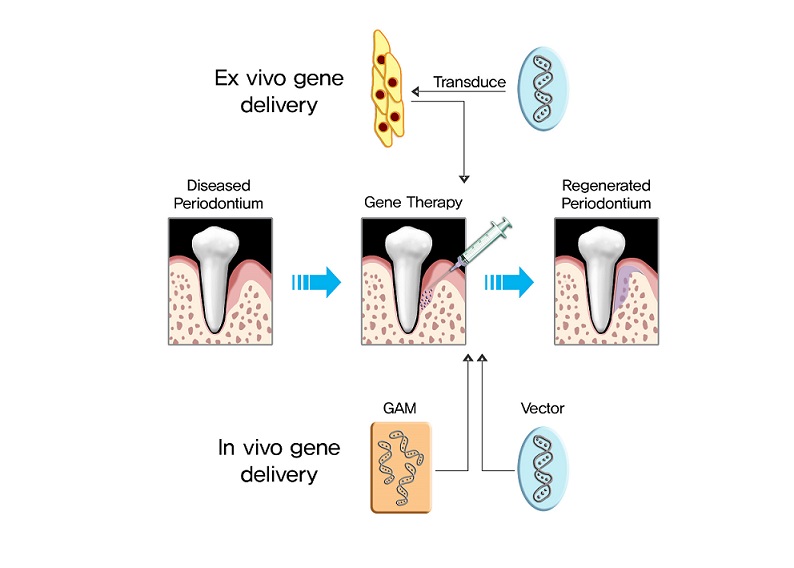 Ex vivo gene
delivery
Transduce
Diseased
Periodontium
Gene Therapy
Regenerated
Periodontium
GAM
Vector
In vivo gene
delivery